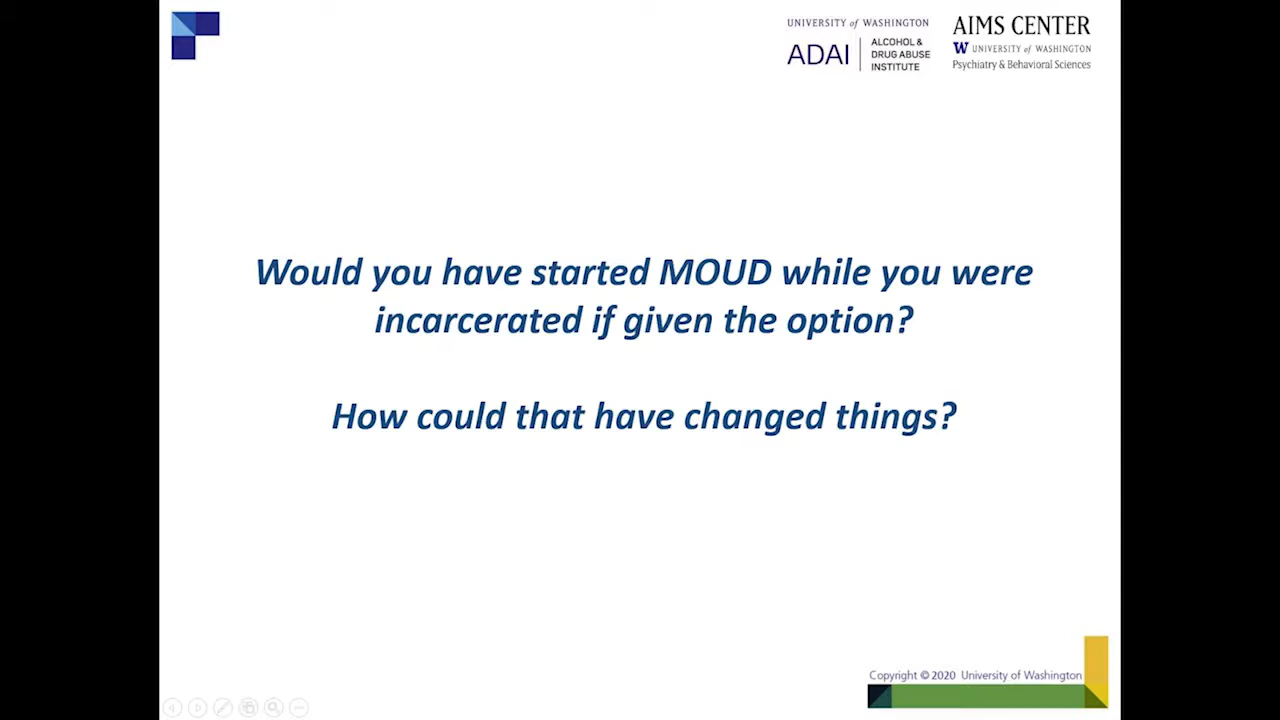 UNIVERSITY of WASHINGTON
ADAI
ALCOHOL &
DRUG ABUSE
INSTITUTE
AIMS CENTER
W UNIVERSITY of WASHINGTON
Psychiatry & Behavioral Sciences
Would you have started MOUD while you were
incarcerated if given the option?
How could that have changed things?
Copyright © 2020 University of Washington